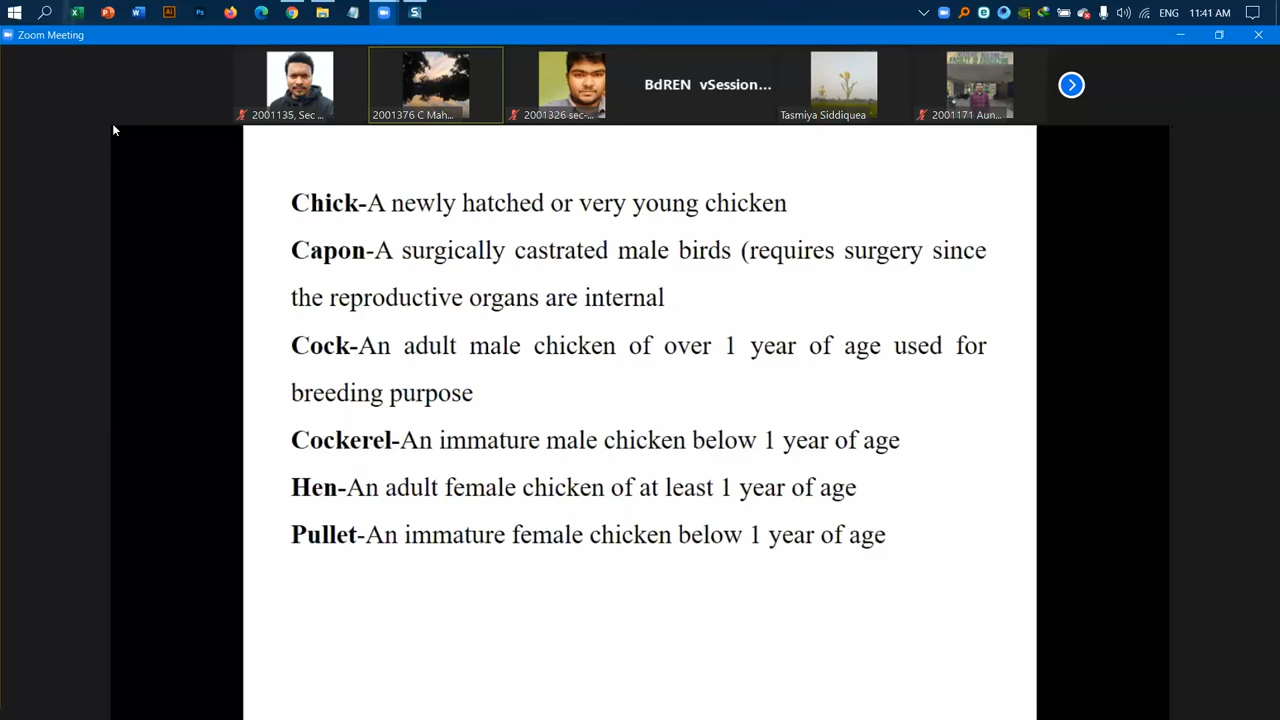 ENG 11:41 AM
Zoom Meeting
2001135, Sec ...
2001376 C Mah...
2001326 sec-...
BdREN vSession...
Tasmiya Siddiquea
2001171 Aun...
Chick-A newly hatched or very young chicken
Capon-A surgically castrated male birds (requires surgery since
the reproductive organs are internal
Cock-An adult male chicken of over 1 year of age used for
breeding purpose
Cockerel-An immature male chicken below 1 year of age
Hen-An adult female chicken of at least 1 year of age
Pullet-An immature female chicken below 1 year of age